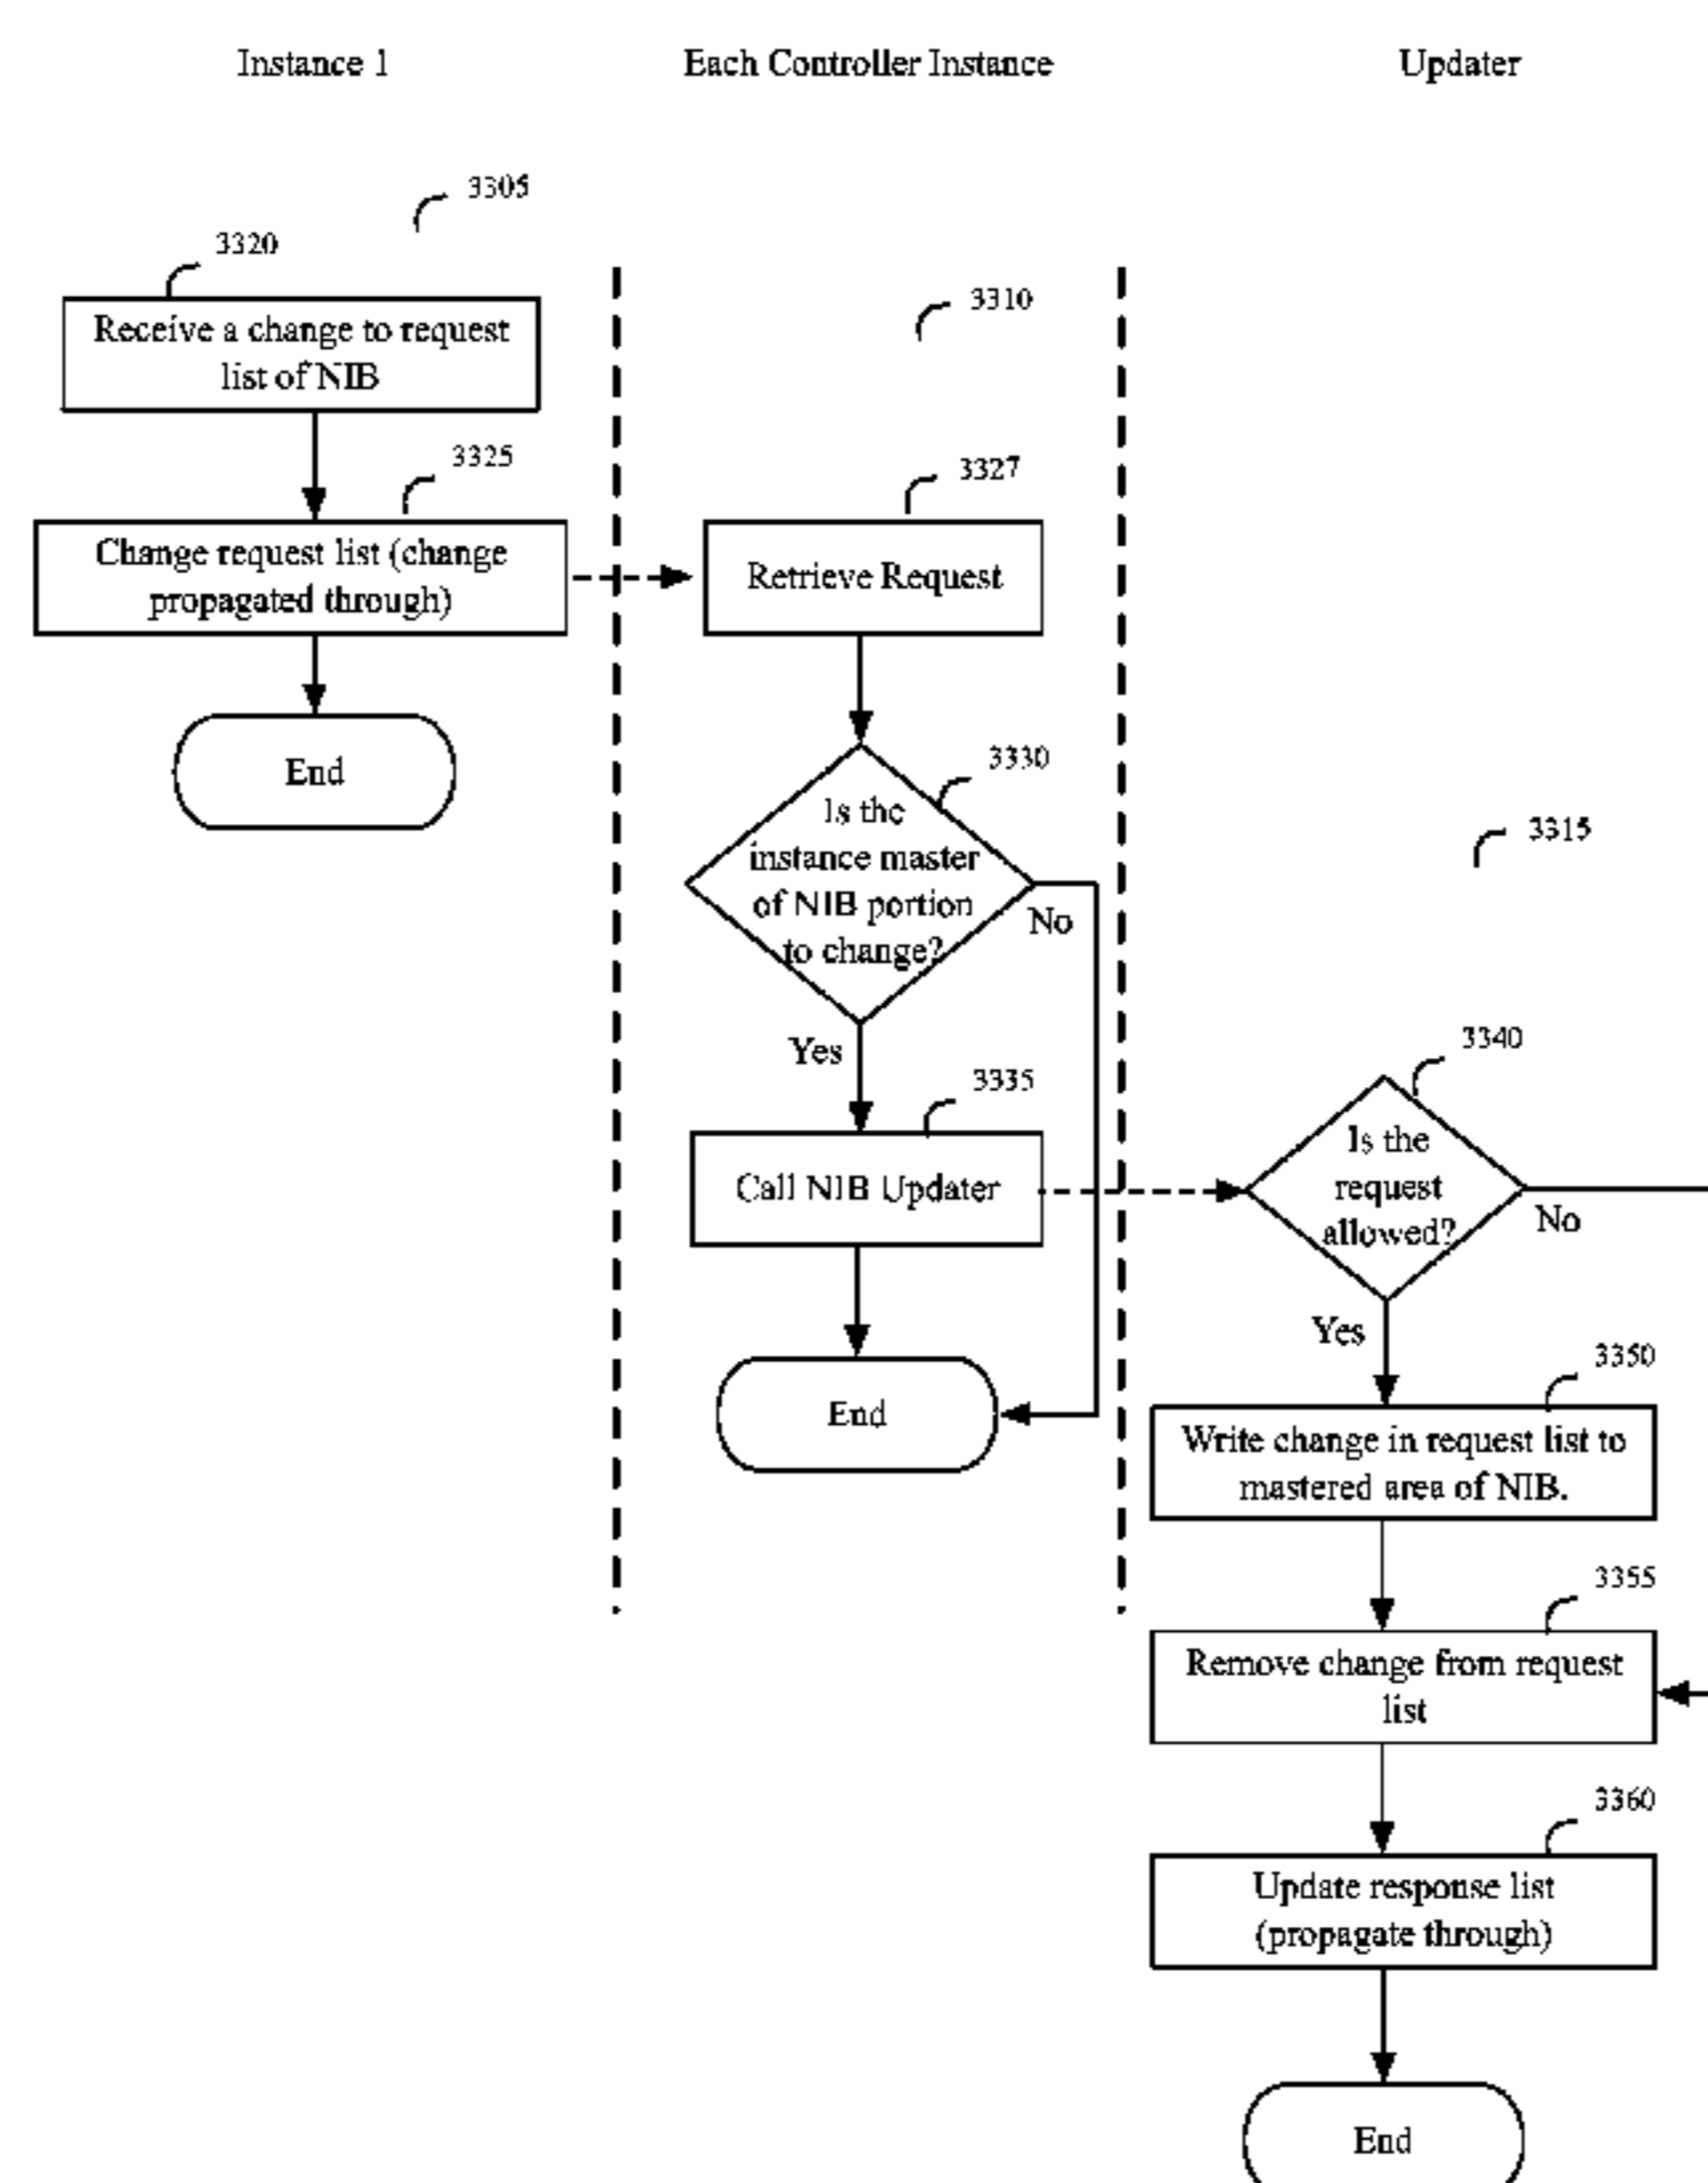 Instance 1
Each Controller Instance
Updater
3305
3320
Receive a change to request
list of NIB
3325
Change request list (change
propagated through)
End
3310
3327
Retrieve Request
3330
Is the
instance master
of NIB portion
to change?
No
Yes
3335
Call NIB Updater
End
3315
3340
Is the
request
allowed?
No
Yes
3350
Write change in request list to
mastered area of NIB.
3355
Remove change from request
list
3360
Update response list
(propagate through)
End